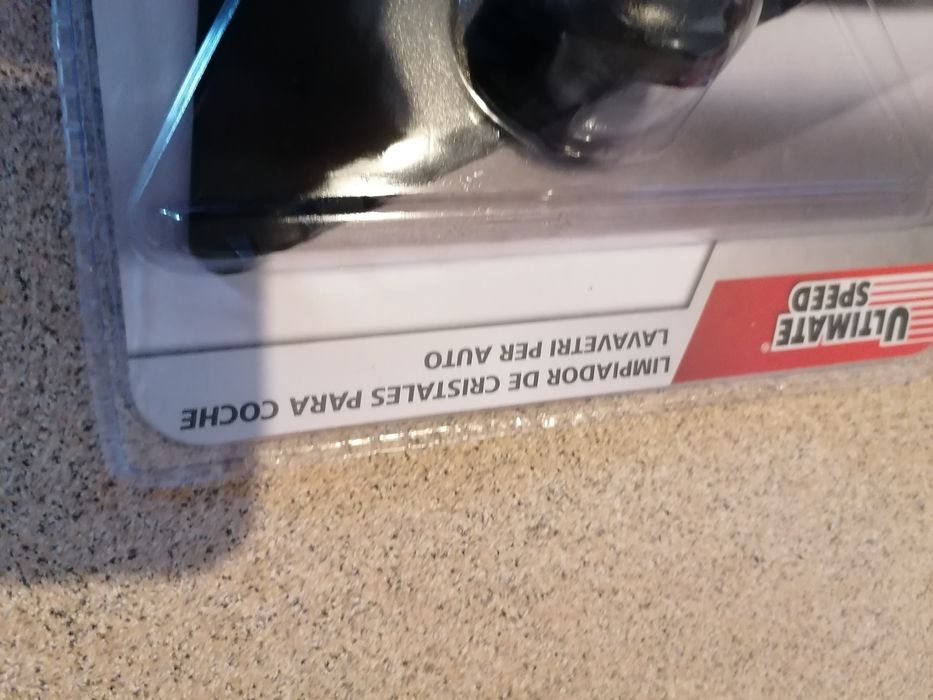 ULTIMATE
SPEED®
LIMPIADOR DE CRISTALES PARA COCHE
LAVAVETRI PER AUTO